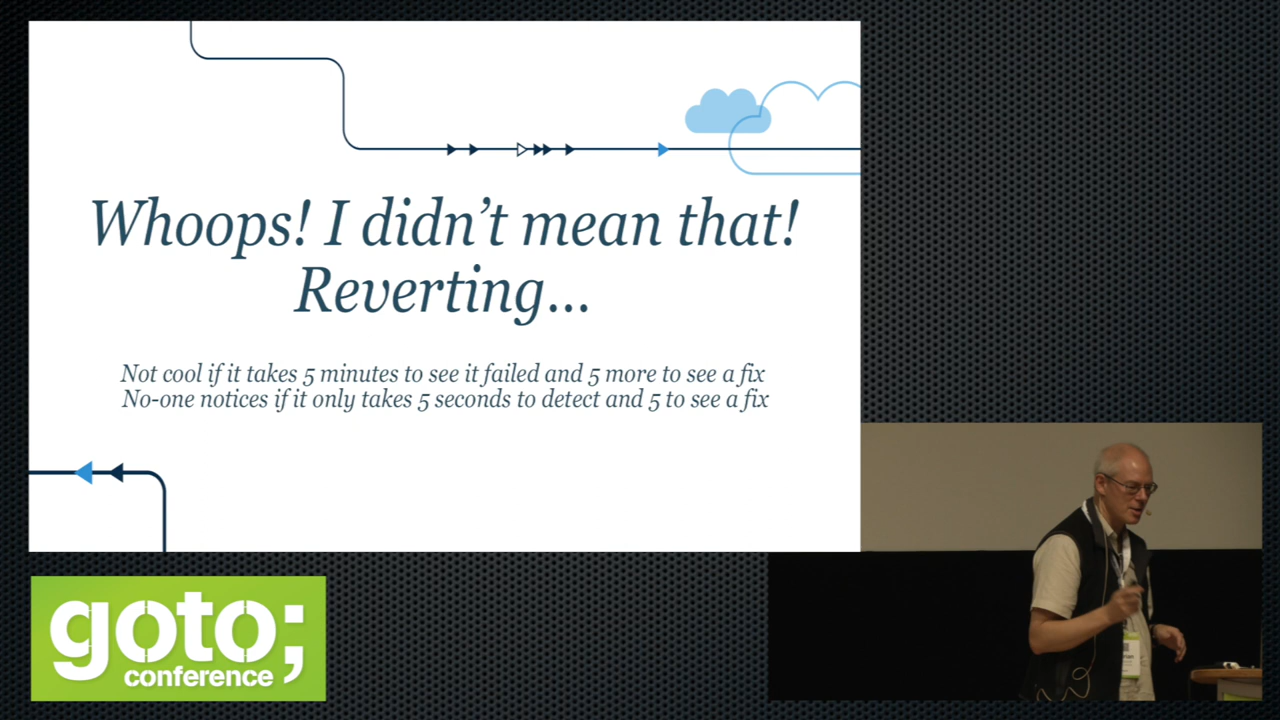 Whoops! I didn't mean that!
Reverting...
Not cool if it takes 5 minutes to see it failed and 5 more to see a fix
No-one notices if it only takes 5 seconds to detect and 5 to see a fix
goto;
conference